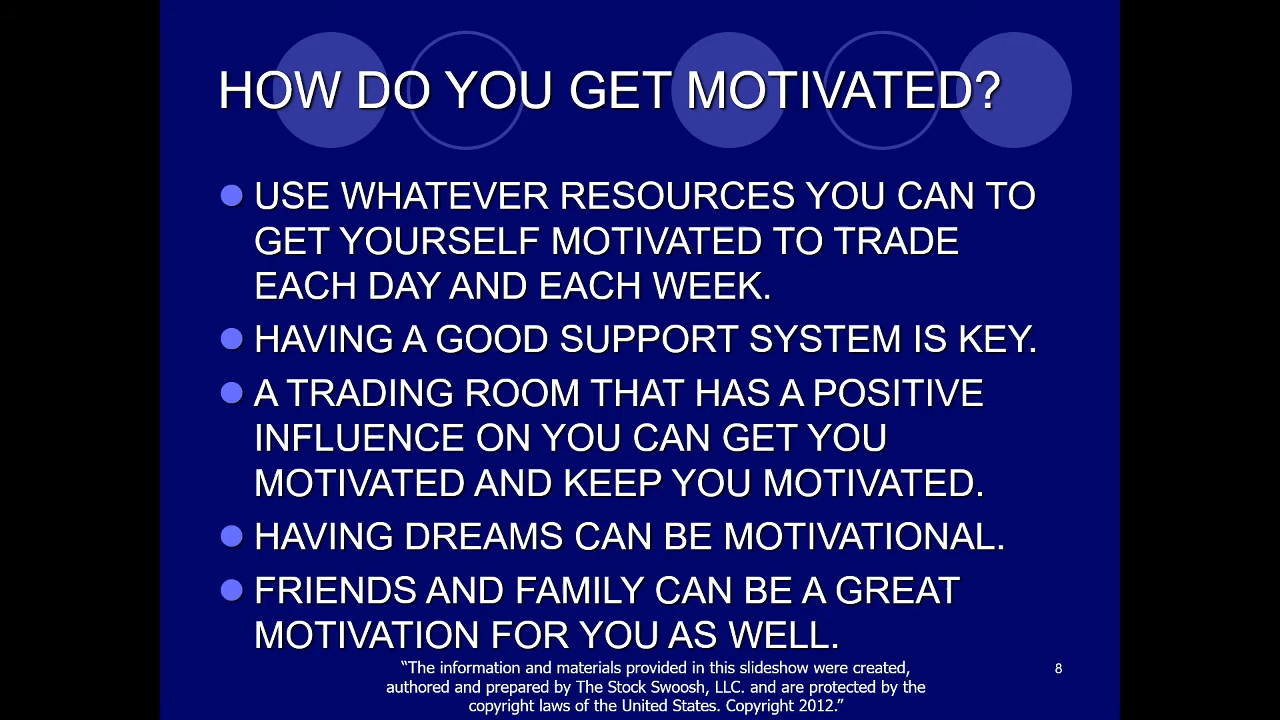 HOW DO YOU GET MOTIVATED?
USE WHATEVER RESOURCES YOU CAN TO
GET YOURSELF MOTIVATED TO TRADE
EACH DAY AND EACH WEEK.
HAVING A GOOD SUPPORT SYSTEM IS KEY.
A TRADING ROOM THAT HAS A POSITIVE
INFLUENCE ON YOU CAN GET YOU
MOTIVATED AND KEEP YOU MOTIVATED.
HAVING DREAMS CAN BE MOTIVATIONAL.
FRIENDS AND FAMILY CAN BE A GREAT
MOTIVATION FOR YOU AS WELL.
“The information and materials provided in this slideshow were created,
authored and prepared by The Stock Swoosh, LLC. and are protected by the
copyright laws of the United States. Copyright 2012.”
8